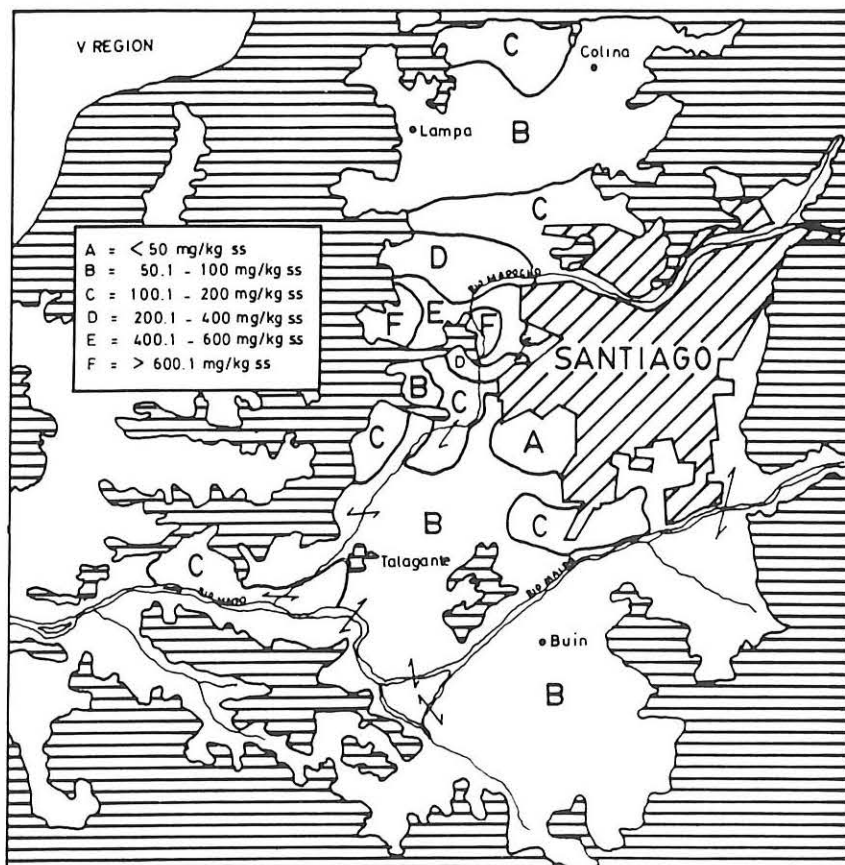 V REGION
C
Colina
Lampa
B
C
A = < 50 mg/kg ss
B = 50.1 - 100 mg/kg ss
C = 100.1 - 200 mg/kg ss
D = 200.1 - 400 mg/kg ss
E = 400.1 - 600 mg/kg ss
F = > 600.1 mg/kg ss
D
RIO MAPOCHO
F
E
F
D
SANTIAGO
B
C
C
A
B
C
C
Talagante
RIO MAIPO
RIO MAIPO
Buin
B